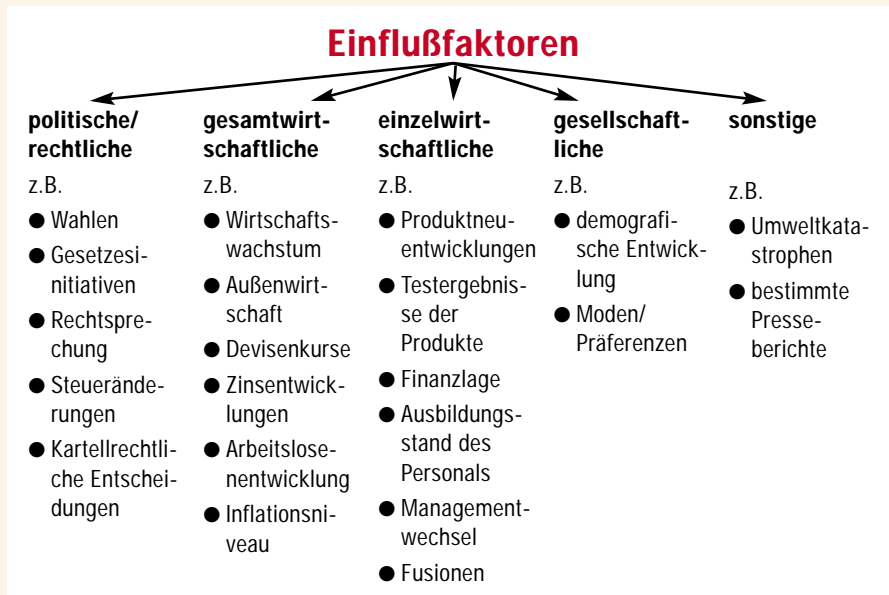 Einflußfaktoren
politische/
rechtliche
z.B.
● Wahlen
● Gesetzesi-
nitiativen
● Rechtspre-
chung
● Steuerände-
rungen
● Kartellrechtli-
che Entschei-
dungen
gesamtwirt-
schaftliche
z.B.
● Wirtschafts-
wachstum
● Außenwirt-
schaft
● Devisenkurse
● Zinsentwick-
lungen
● Arbeitslose-
nentwicklung
● Inflationsni-
veau
einzelwirt-
schaftliche
z.B.
● Produktneu-
entwicklungen
● Testergebnis-
se der
Produkte
● Finanzlage
● Ausbildungs-
stand des
Personals
● Management-
wechsel
● Fusionen
gesellschaft-
liche
z.B.
● demografi-
sche Entwick-
lung
● Moden/
Präferenzen
sonstige
z.B.
● Umweltkata-
strophen
● bestimmte
Presse-
berichte